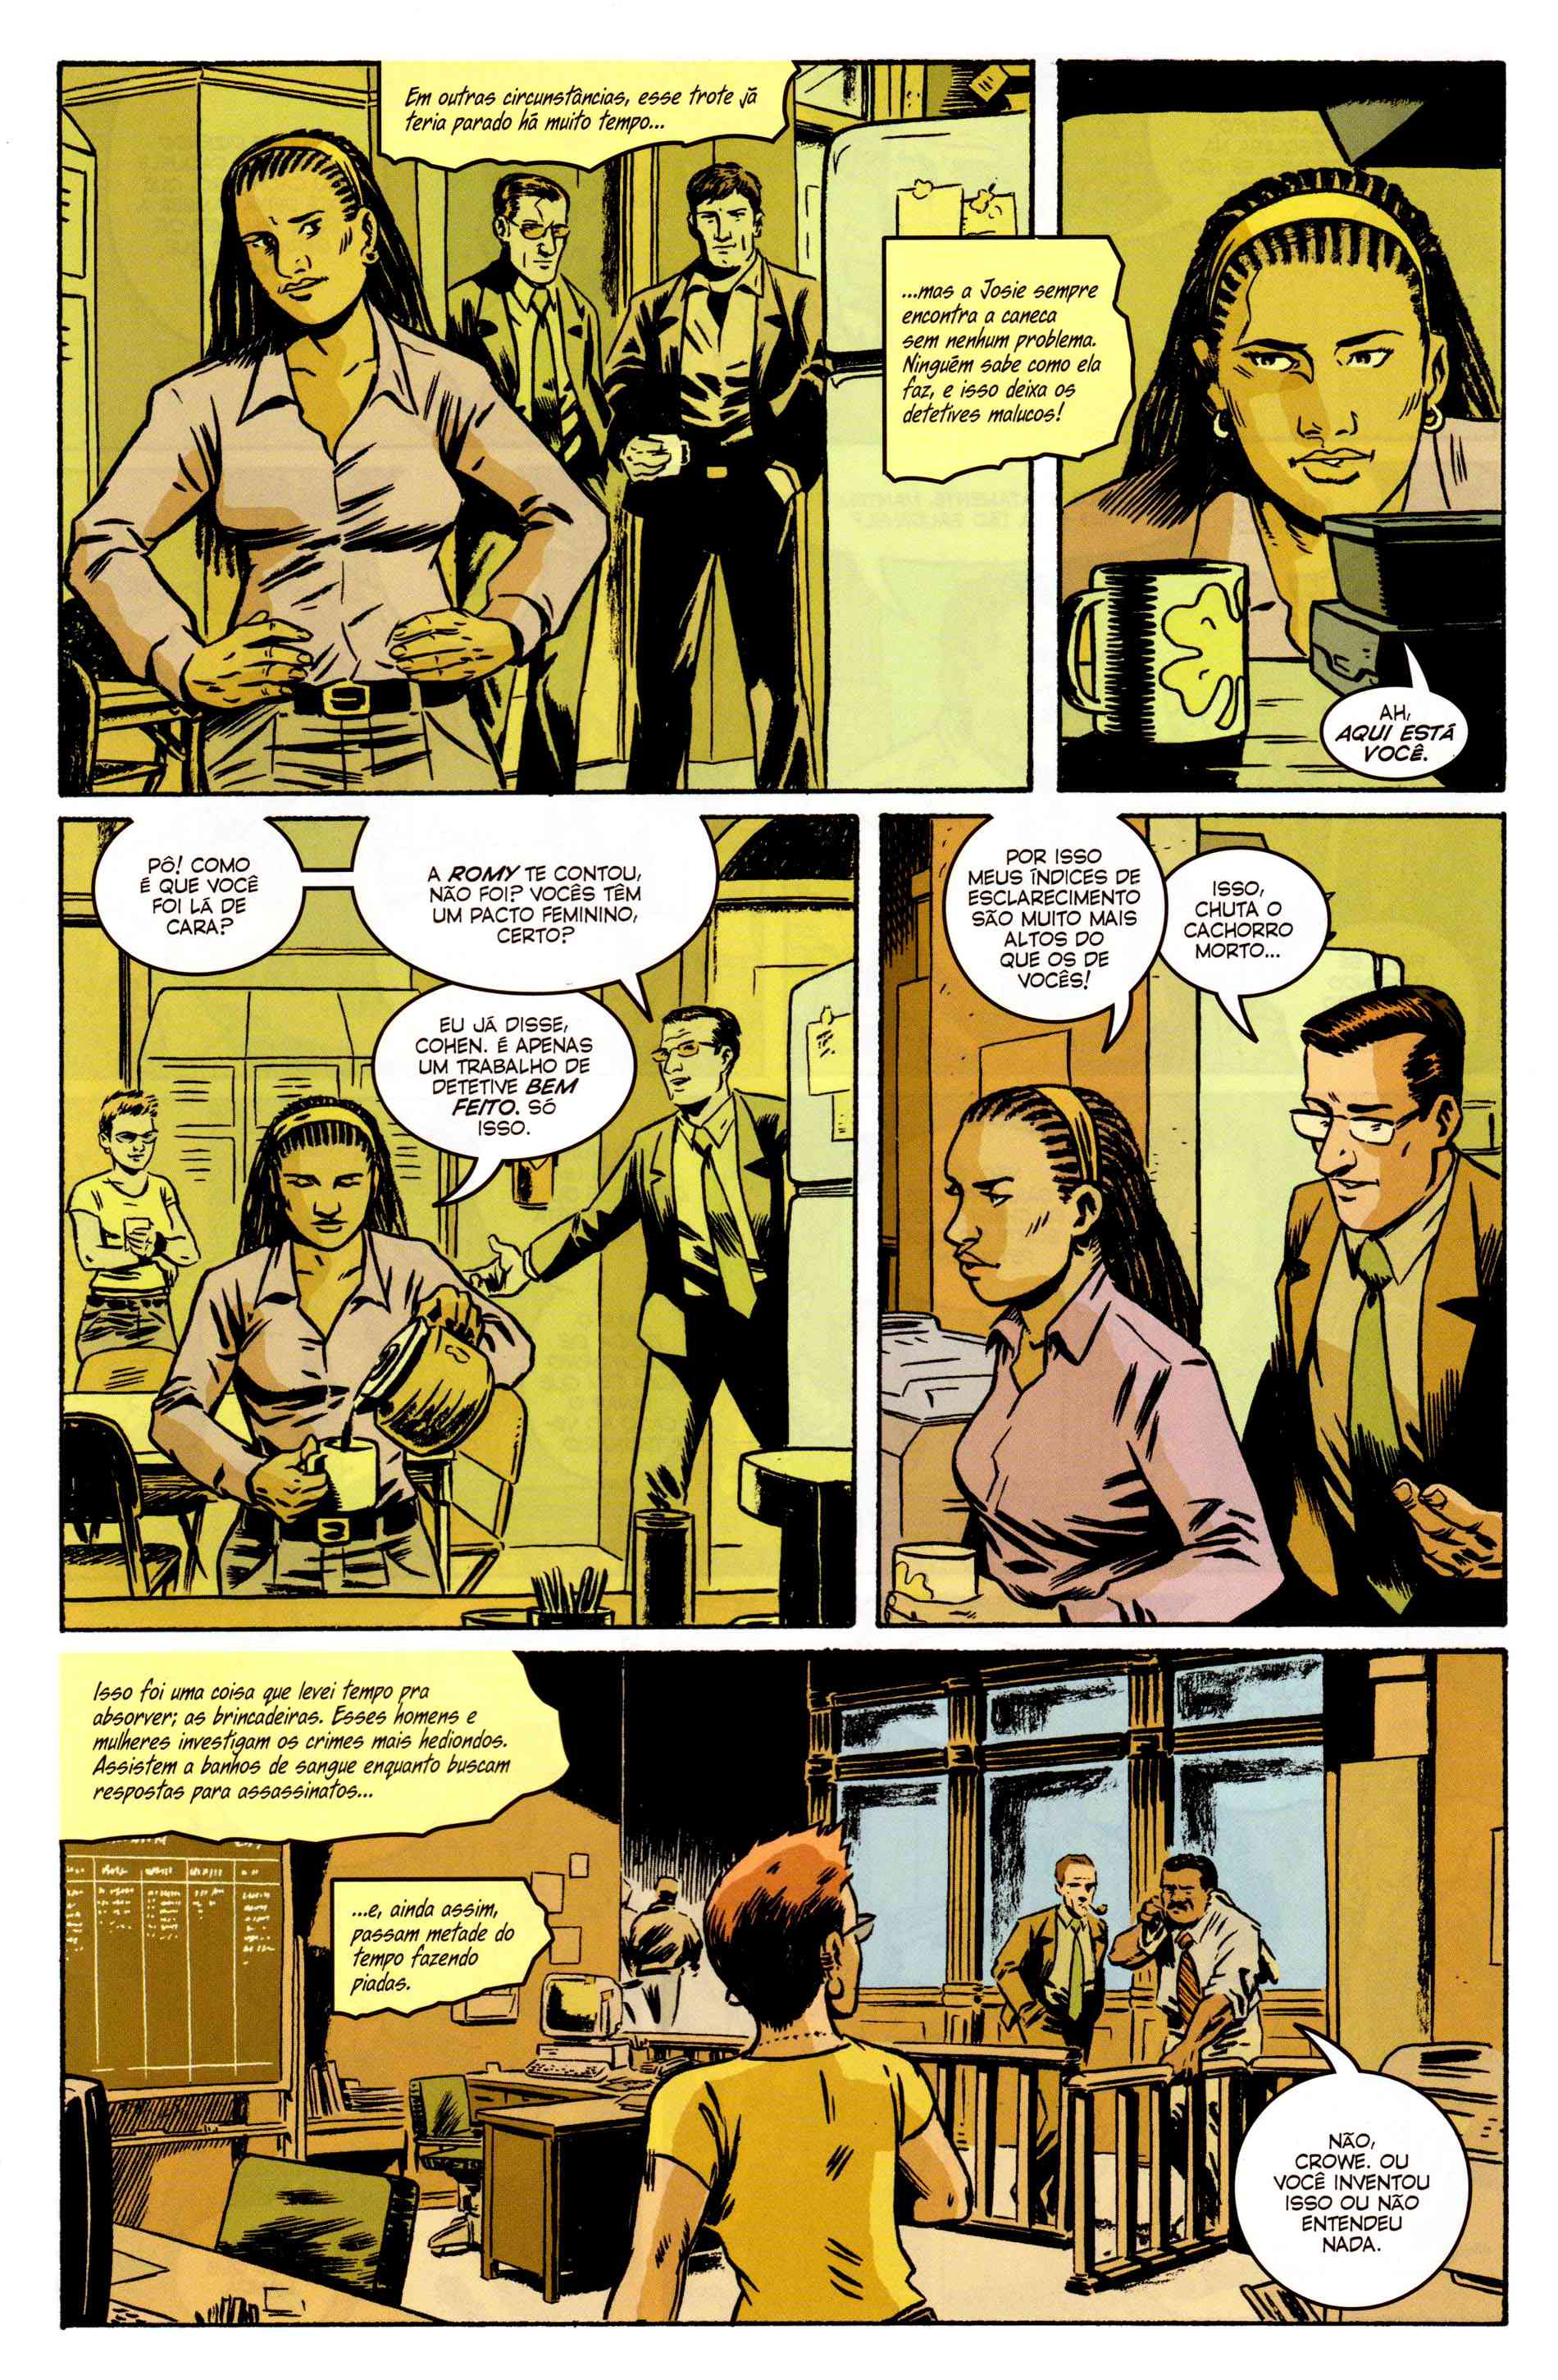 Em outras circunstâncias, esse trote já
teria parado há muito tempo...
...mas a Josie sempre
encontra a caneca
sem nenhum problema.
Ninguém sabe como ela
faz, e isso deixa os
detetives malucos!
AH,
AQUI ESTÁ
VOCÊ.
PÔ! COMO
É QUE VOCÊ
FOI LÁ DE
CARA?
A ROMY TE CONTOU,
NÃO FOI? VOCÊS TÊM
UM PACTO FEMININO,
CERTO?
EU JÁ DISSE,
COHEN. É APENAS
UM TRABALHO DE
DETETIVE BEM
FEITO. SÓ
ISSO.
POR ISSO
MEUS ÍNDICES DE
ESCLARECIMENTO
SÃO MUITO MAIS
ALTOS DO
QUE OS DE
VOCÊS!
ISSO,
CHUTA O
CACHORRO
MORTO...
Isso foi uma coisa que levei tempo pra
absorver; as brincadeiras. Esses homens e
mulheres investigam os crimes mais hediondos.
Assistem a banhos de sangue enquanto buscam
respostas para assassinatos...
...e, ainda assim,
passam metade do
tempo fazendo
piadas.
NÃO,
CROWE. OU
VOCÊ INVENTOU
ISSO OU NÃO
ENTENDEU
NADA.